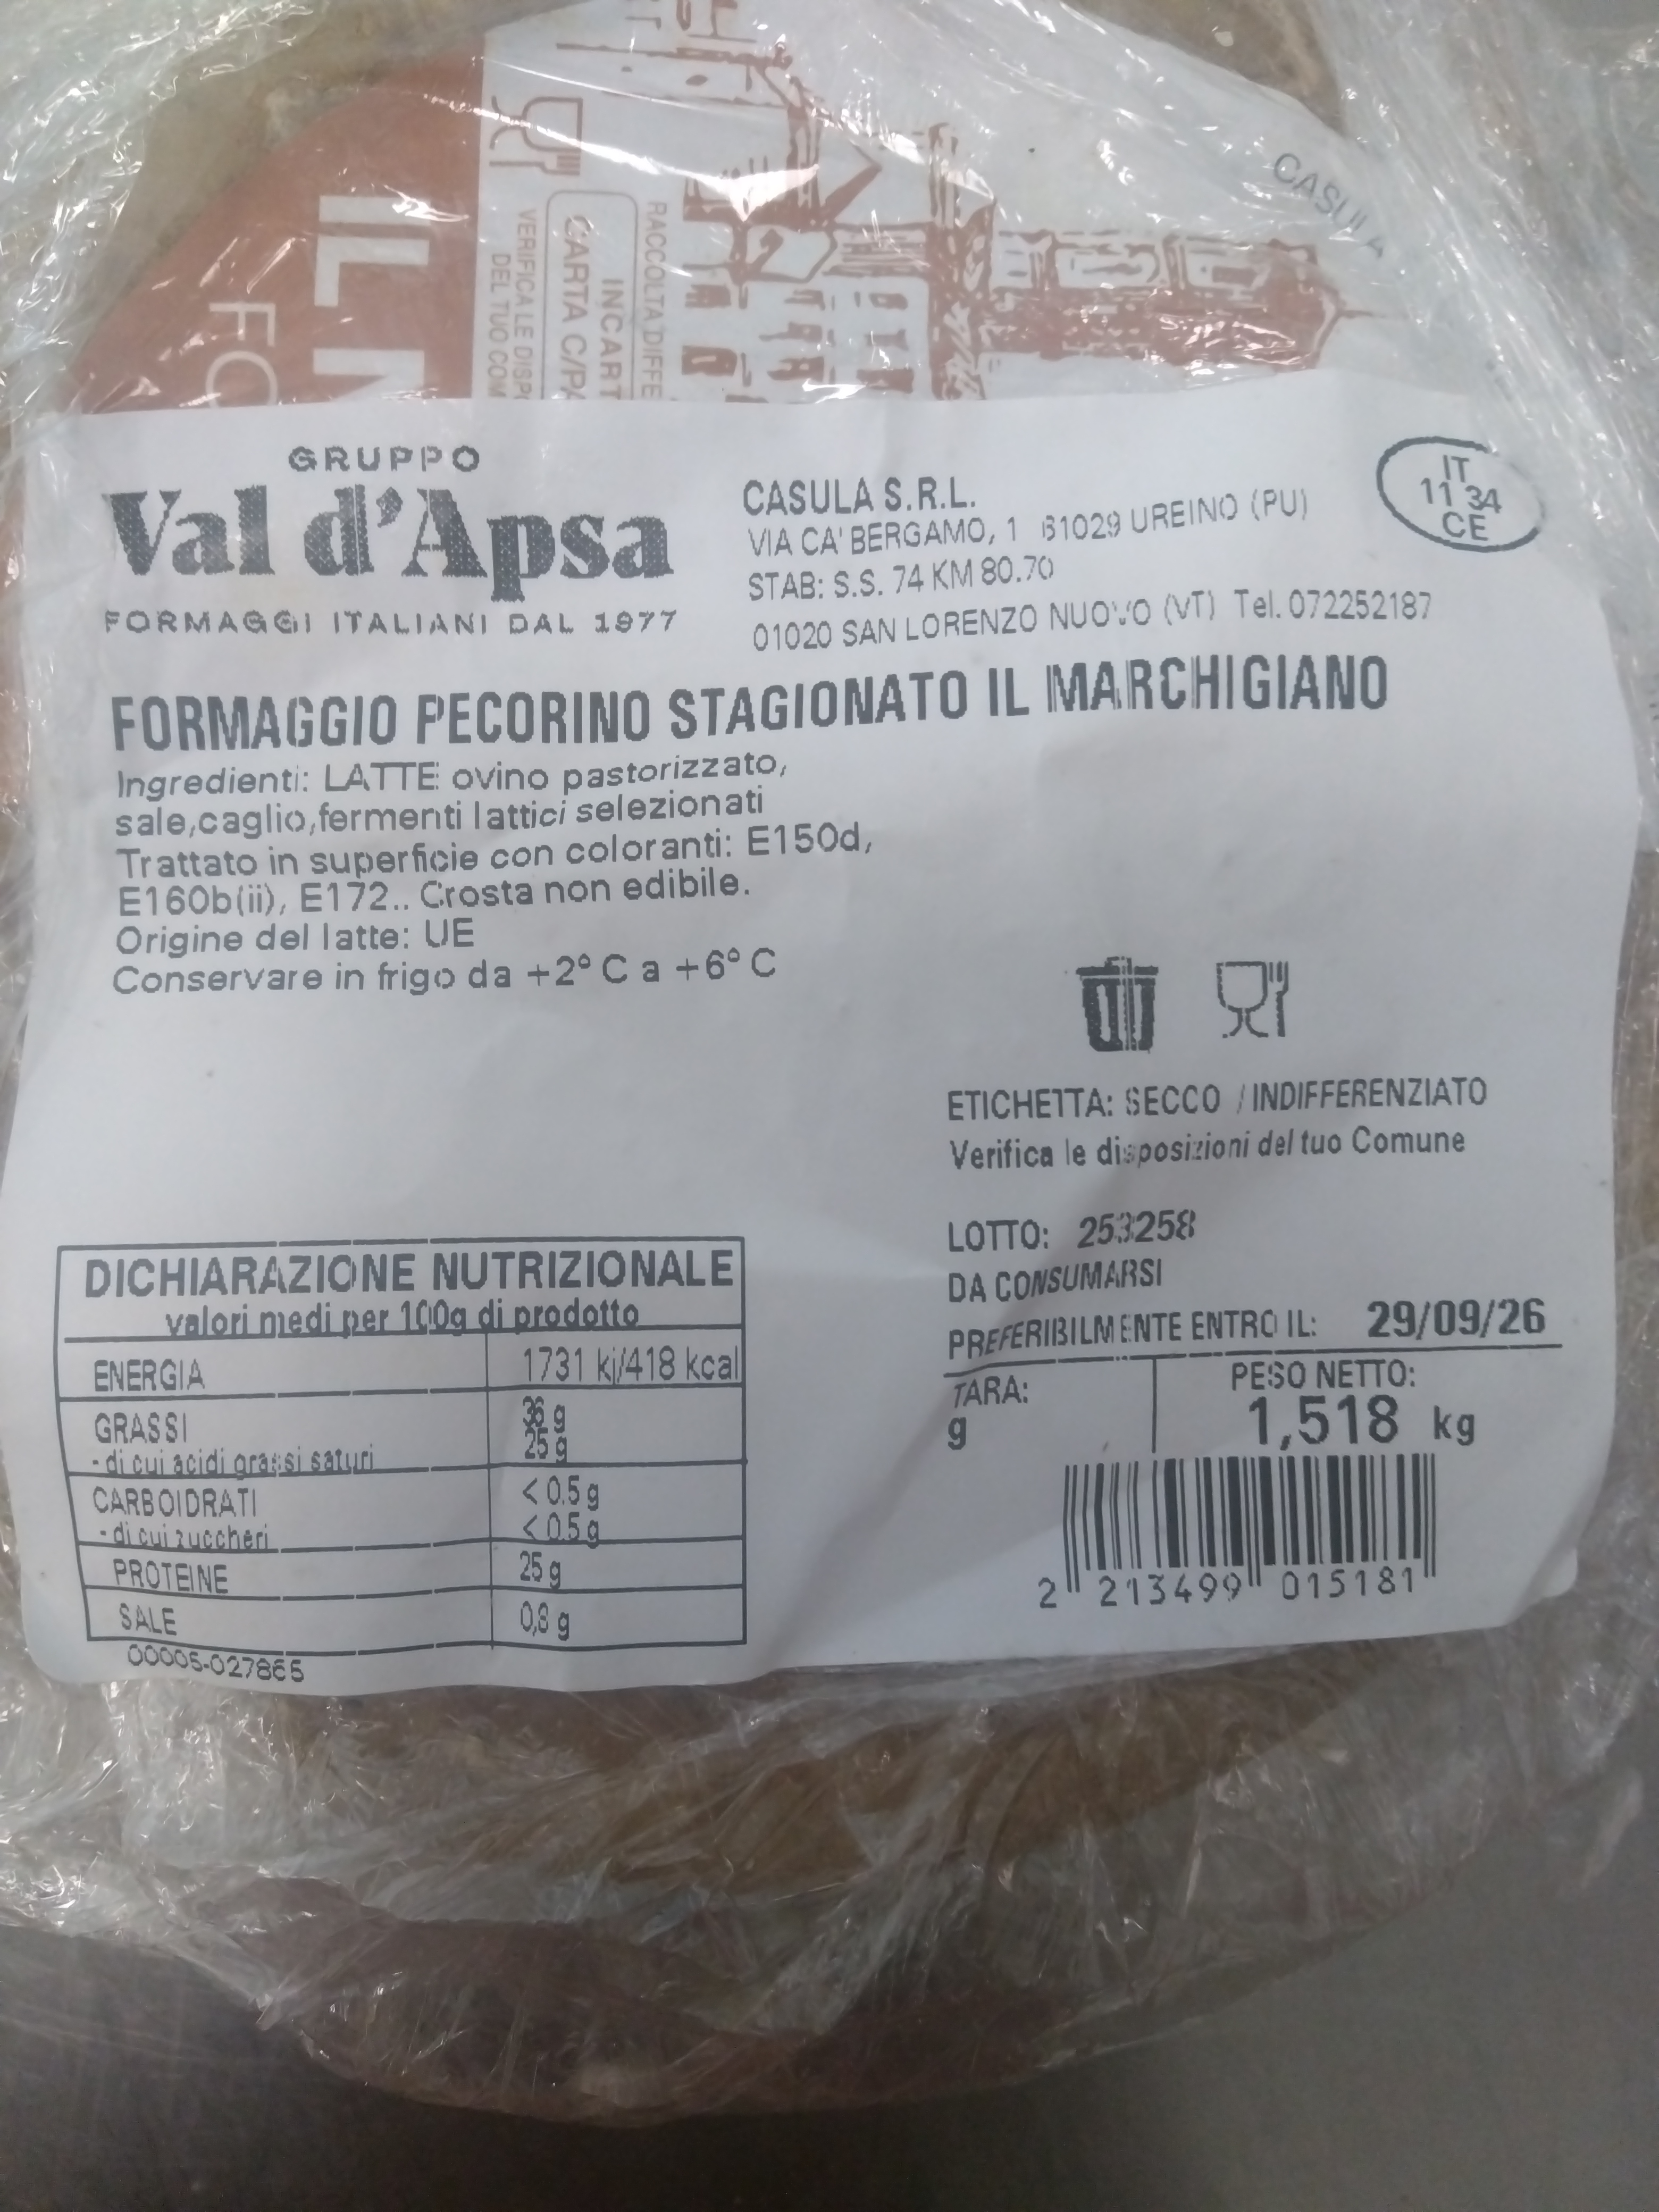 CASULA
IL
FO
RACCOLTA DIFFE
INCART
CARTA C/PA
VERIFICA LE DISP
DEL TUO COM
GRUPPO
Val d'Apsa
FORMAGGI ITALIANI DAL 1977
CASULA S.R.L.
VIA CA' BERGAMO, 1 61029 UREINO (PU)
STAB: S.S. 74 KM 80.70
01020 SAN LORENZO NUOVO (VT) Tel. 072252187
IT
11 34
CE
FORMAGGIO PECORINO STAGIONATO IL MARCHIGIANO
Ingredienti: LATTE ovino pastorizzato,
sale,caglio,fermenti lattici selezionati
Trattato in superficie con coloranti: E150d,
E160b(ii), E172.. Crosta non edibile.
Origine del latte: UE
Conservare in frigo da +2° C a +6° C
ETICHETTA: SECCO / INDIFFERENZIATO
Verifica le disposizioni del tuo Comune
LOTTO: 253258
DA CONSUMARSI
PREFERIBILMENTE ENTRO IL: 29/09/26
TARA:
g
PESO NETTO:
1,518 kg
2 213499 015181
DICHIARAZIONE NUTRIZIONALE
valori medi per 100g di prodotto
ENERGIA 1731 kj/418 kcal
GRASSI 36 g
- di cui acidi grassi saturi 25 g
CARBOIDRATI < 0.5 g
- di cui zuccheri < 0.5 g
PROTEINE 25 g
SALE 0,8 g
00005-027865